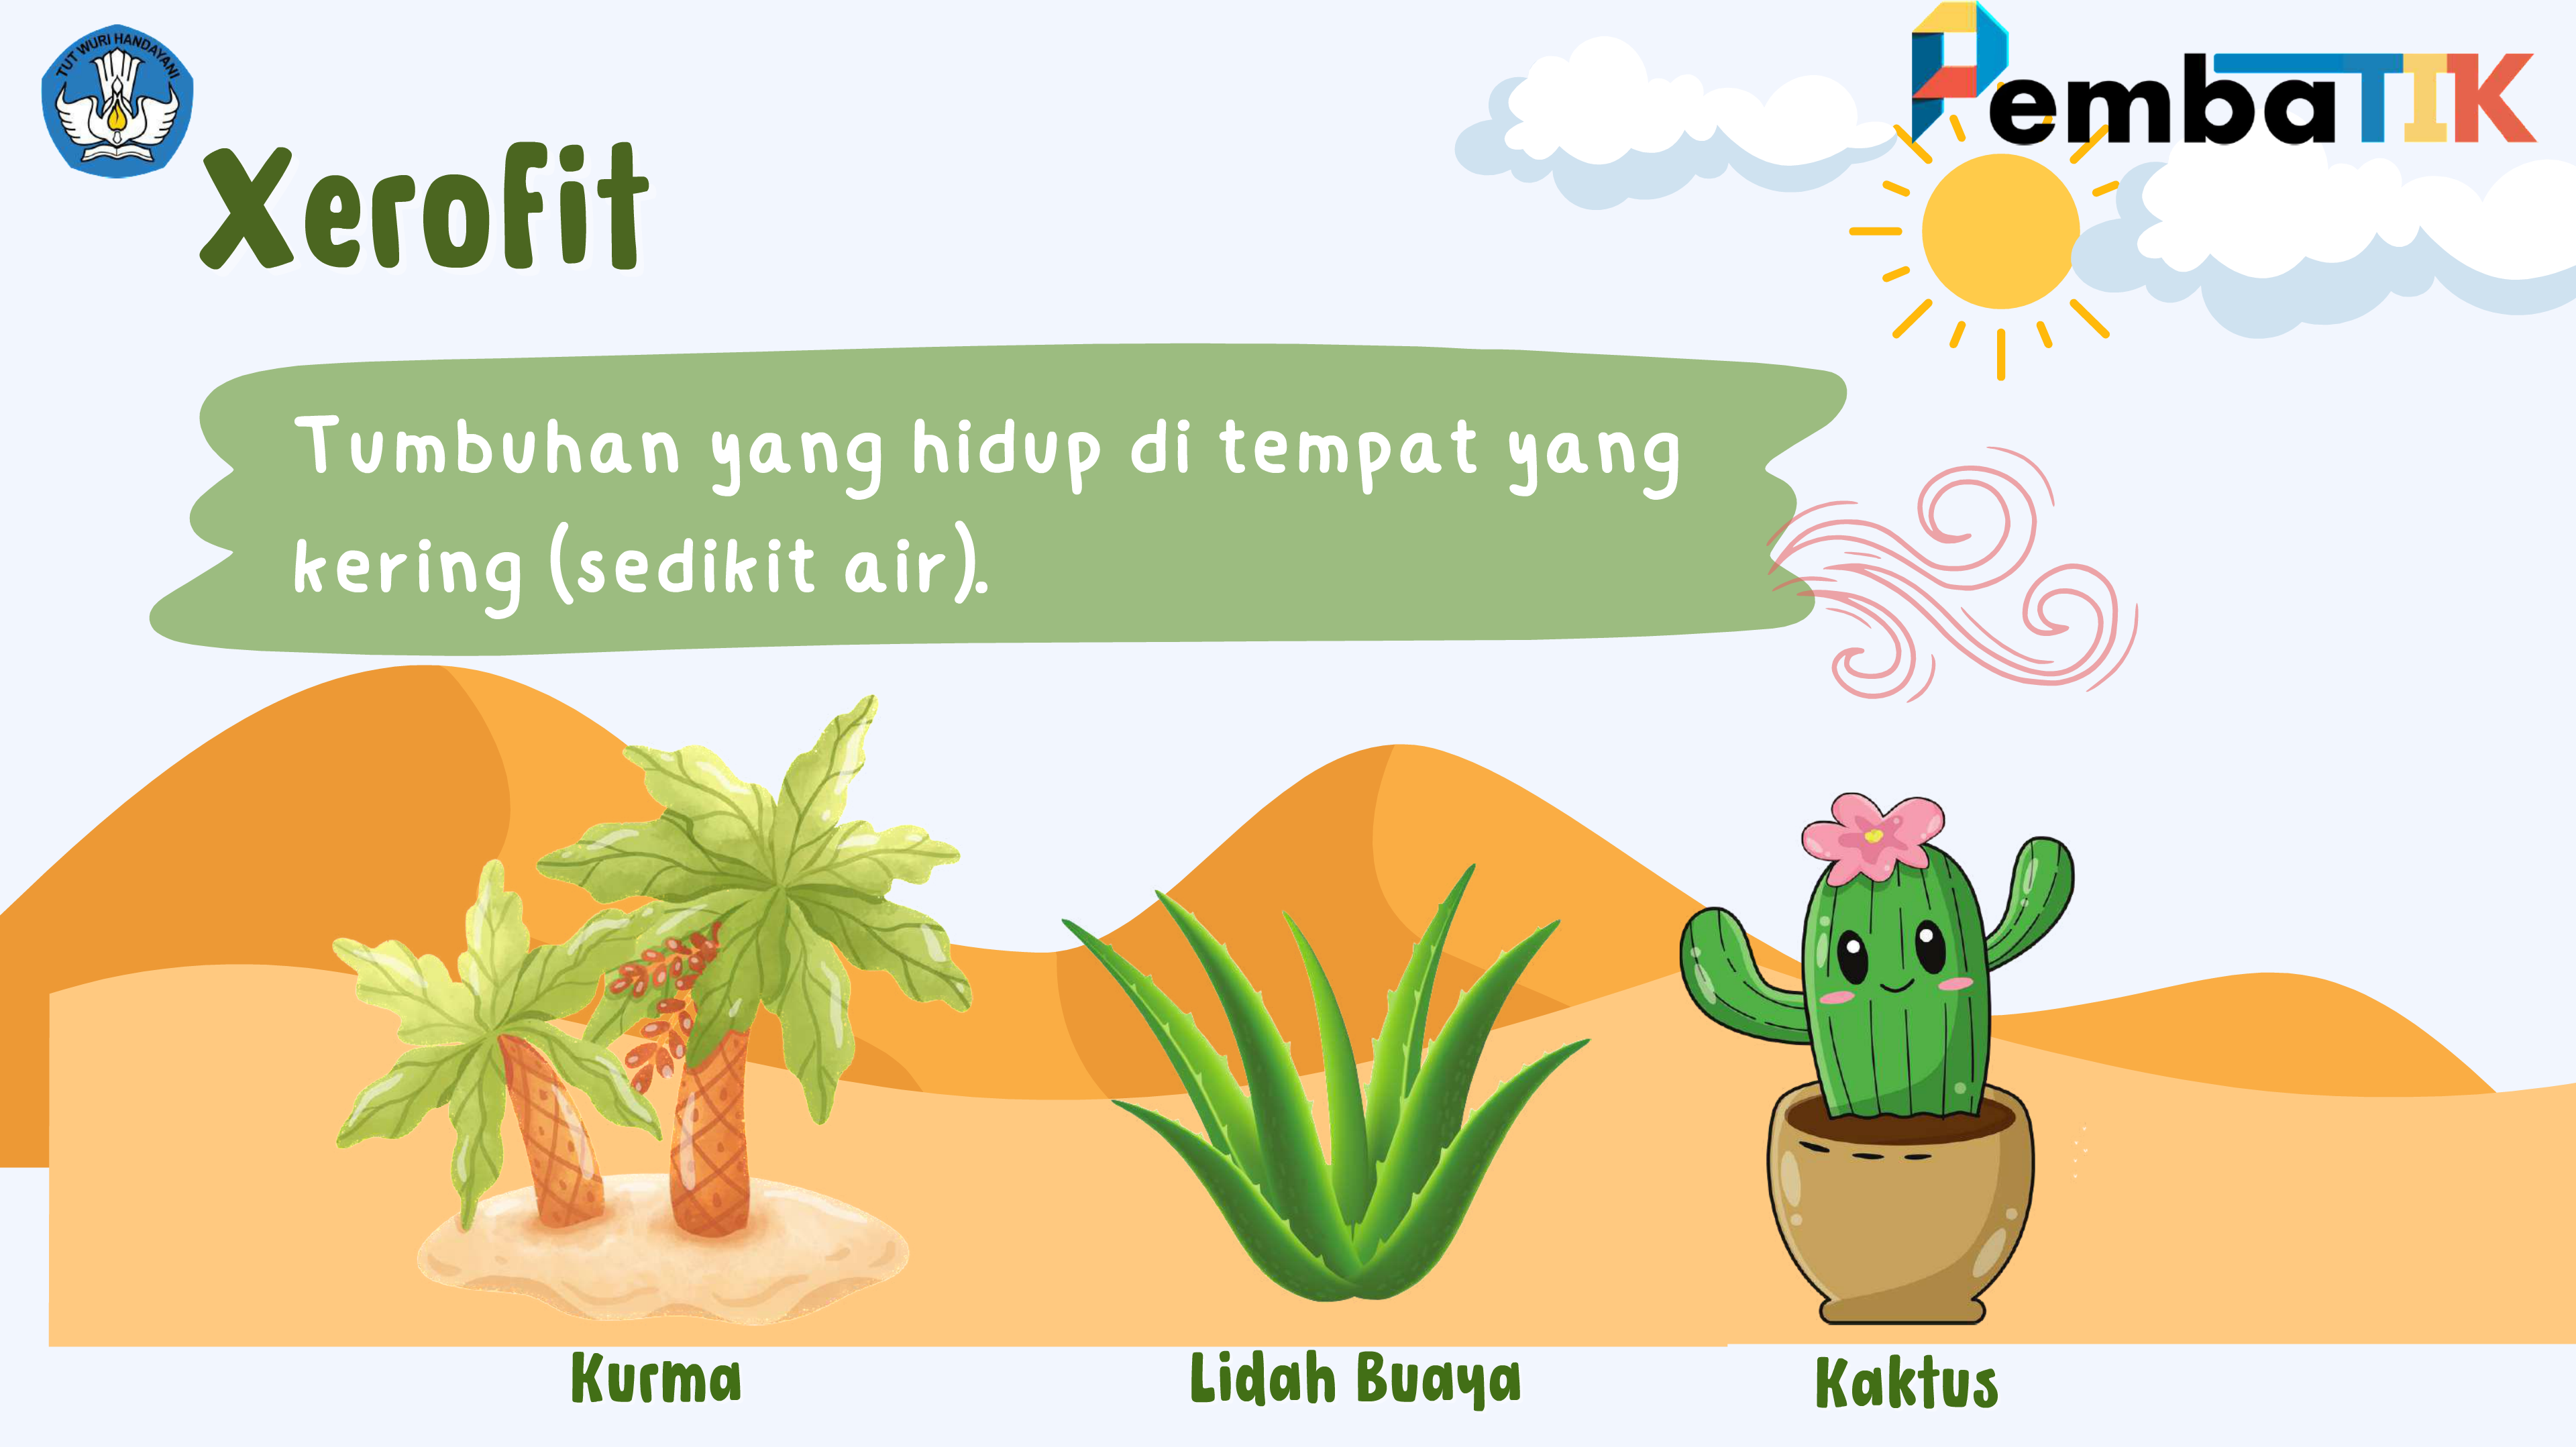 TUT WURI HANDAYANI
PembaTIK
Xerofit
Tumbuhan yang hidup di tempat yang
kering (sedikit air).
Kurma
Lidah Buaya
Kaktus